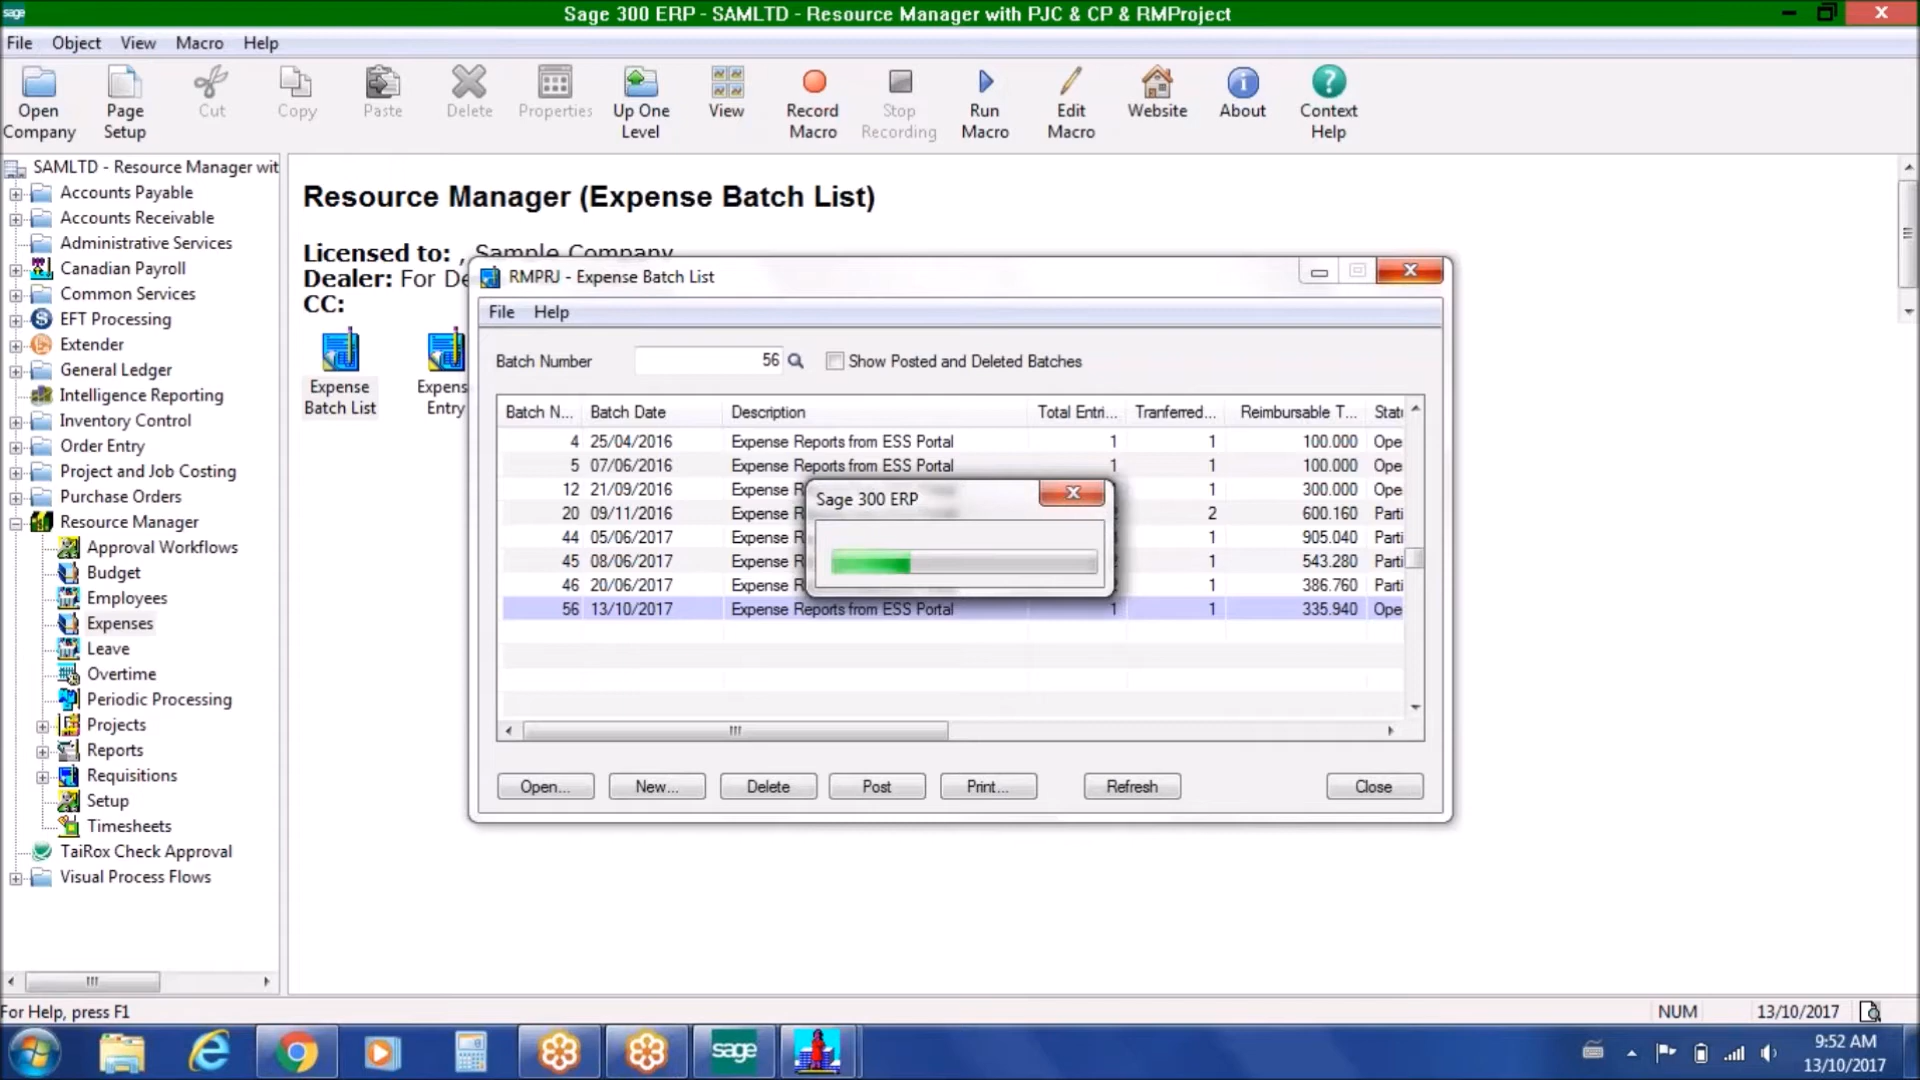 sage
Sage 300 ERP - SAMLTD - Resource Manager with PJC & CP & RMProject
File Object View Macro Help
Open Company
Page Setup
Cut
Copy
Paste
Delete
Properties
Up One Level
View
Record Macro
Stop Recording
Run Macro
Edit Macro
Website
About
Context Help
SAMLTD - Resource Manager wit
Accounts Payable
Accounts Receivable
Administrative Services
Canadian Payroll
Common Services
EFT Processing
Extender
General Ledger
Intelligence Reporting
Inventory Control
Order Entry
Project and Job Costing
Purchase Orders
Resource Manager
Approval Workflows
Budget
Employees
Expenses
Leave
Overtime
Periodic Processing
Projects
Reports
Requisitions
Setup
Timesheets
TaiRox Check Approval
Visual Process Flows
Resource Manager (Expense Batch List)
Licensed to: , Sample Company
Dealer: For De
CC:
Expense Batch List
Expens
Entry
RMPRJ - Expense Batch List
File Help
Batch Number 56 Show Posted and Deleted Batches
Batch N... Batch Date Description Total Entri... Tranferred... Reimbursable T... Statu
4 25/04/2016 Expense Reports from ESS Portal 1 1 100.000 Ope
5 07/06/2016 Expense Reports from ESS Portal 1 1 100.000 Ope
12 21/09/2016 Expense R 1 300.000 Ope
20 09/11/2016 Expense R 2 600.160 Parti
44 05/06/2017 Expense R 1 905.040 Parti
45 08/06/2017 Expense R 1 543.280 Parti
46 20/06/2017 Expense R 1 386.760 Parti
56 13/10/2017 Expense Reports from ESS Portal 1 1 335.940 Ope
Sage 300 ERP
Open... New... Delete Post Print... Refresh Close
For Help, press F1
NUM 13/10/2017
sage
9:52 AM
13/10/2017